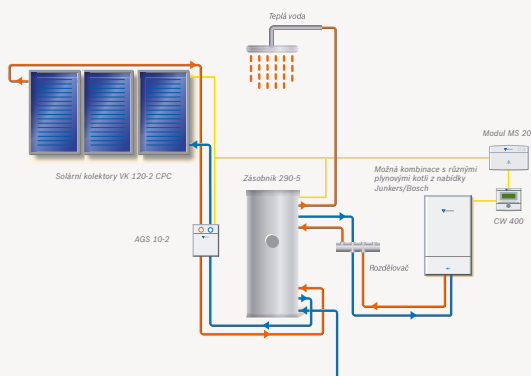 Teplá voda
Modul MS 20
Solární kolektory VK 120-2 CPC
Zásobník 290-5
Možná kombinace s různými
plynovými kotli z nabídky
Junkers/Bosch
CW 400
AGS 10-2
Rozdělovač